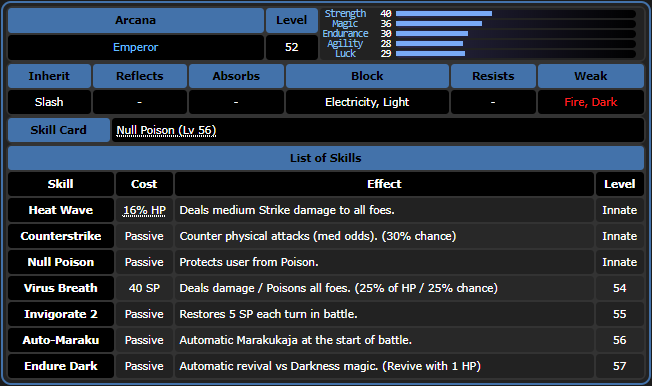 Arcana Level
Emperor 52
Strength 40
Magic 36
Endurance 30
Agility 28
Luck 29
Inherit Reflects Absorbs Block Resists Weak
Slash - - Electricity, Light - Fire, Dark
Skill Card Null Poison (Lv 56)
List of Skills
Skill Cost Effect Level
Heat Wave 16% HP Deals medium Strike damage to all foes. Innate
Counterstrike Passive Counter physical attacks (med odds). (30% chance) Innate
Null Poison Passive Protects user from Poison. Innate
Virus Breath 40 SP Deals damage / Poisons all foes. (25% of HP / 25% chance) 54
Invigorate 2 Passive Restores 5 SP each turn in battle. 55
Auto-Maraku Passive Automatic Marakukaja at the start of battle. 56
Endure Dark Passive Automatic revival vs Darkness magic. (Revive with 1 HP) 57